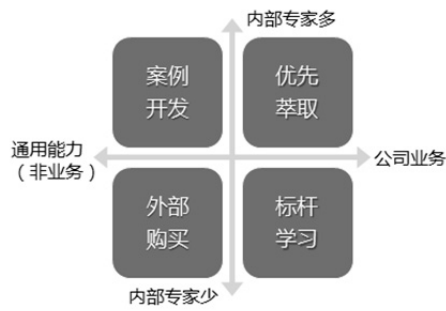 内部专家多
案例
开发
优先
萃取
通用能力
（非业务）
公司业务
外部
购买
标杆
学习
内部专家少